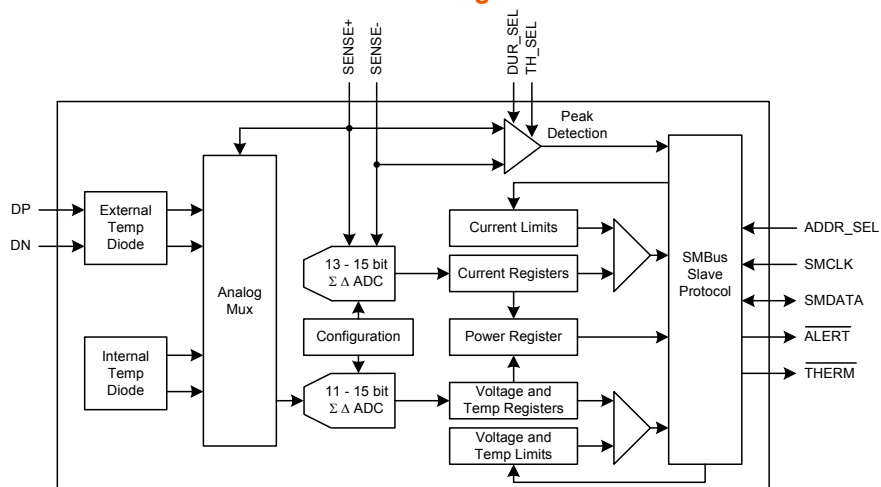 SENSE+
SENSE-
DUR_SEL
TH_SEL
Peak
Detection
DP
DN
External
Temp
Diode
Internal
Temp
Diode
Analog
Mux
13 - 15 bit
Σ Δ ADC
Configuration
11 - 15 bit
Σ Δ ADC
Current Limits
Current Registers
Power Register
Voltage and
Temp Registers
Voltage and
Temp Limits
SMBus
Slave
Protocol
ADDR_SEL
SMCLK
SMDATA
ALERT
THERM